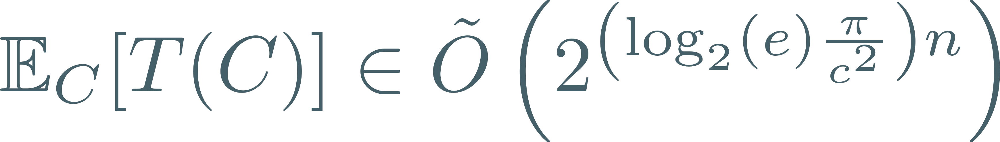 𝔼_C [T(C)] ∈ Õ (2^{(log_2(e) π/c^2) n})